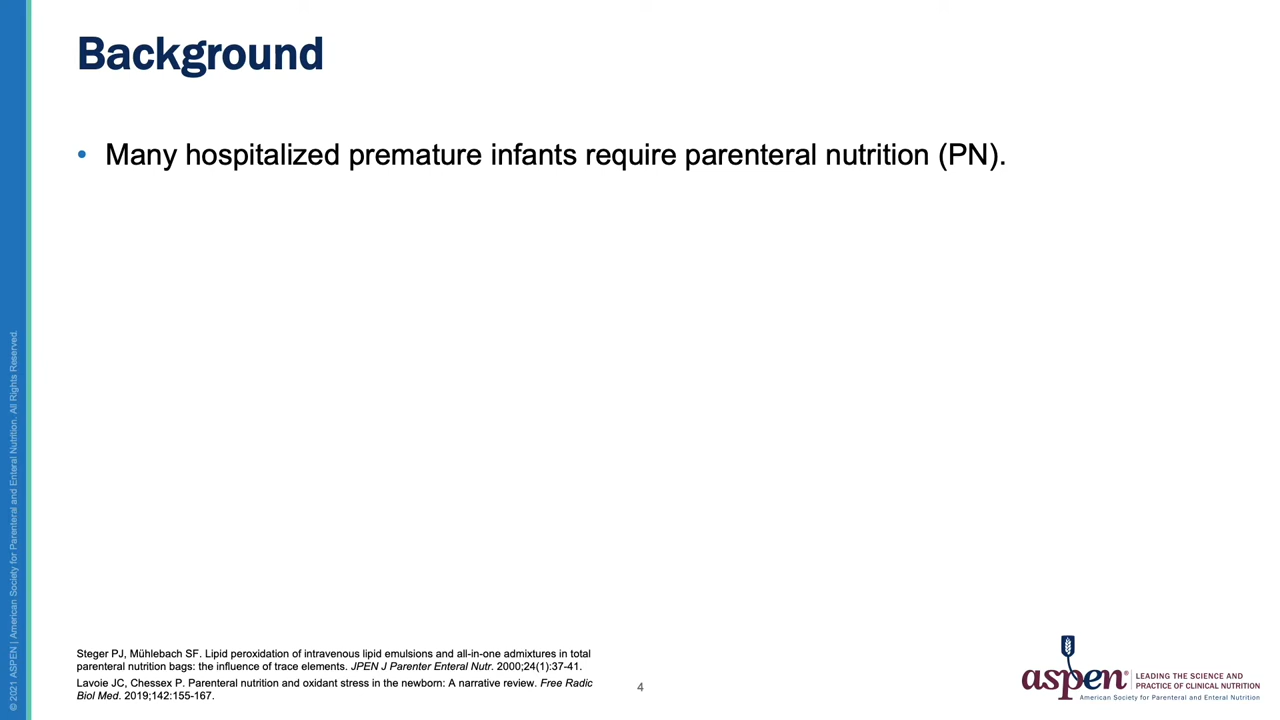 Background
• Many hospitalized premature infants require parenteral nutrition (PN).
© 2021 ASPEN | American Society for Parenteral and Enteral Nutrition. All Rights Reserved.
Steger PJ, Mühlebach SF. Lipid peroxidation of intravenous lipid emulsions and all-in-one admixtures in total
parenteral nutrition bags: the influence of trace elements. JPEN J Parenter Enteral Nutr. 2000;24(1):37-41.
Lavoie JC, Chessex P. Parenteral nutrition and oxidant stress in the newborn: A narrative review. Free Radic
Biol Med. 2019;142:155-167.
4
aspen®
LEADING THE SCIENCE AND
PRACTICE OF CLINICAL NUTRITION
American Society for Parenteral and Enteral Nutrition